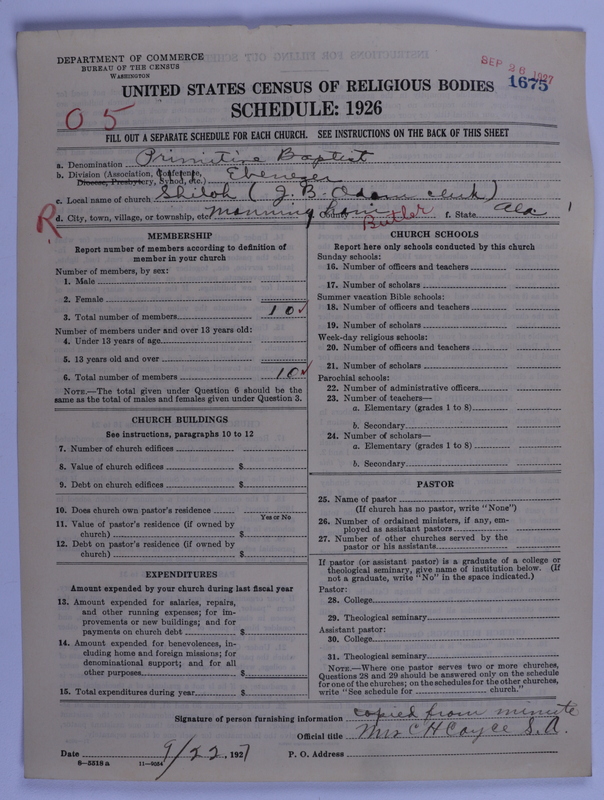 DEPARTMENT OF COMMERCE
BUREAU OF THE CENSUS
WASHINGTON
SEP 26 1927
1675
UNITED STATES CENSUS OF RELIGIOUS BODIES
SCHEDULE: 1926
O 5
FILL OUT A SEPARATE SCHEDULE FOR EACH CHURCH. SEE INSTRUCTIONS ON THE BACK OF THIS SHEET
a. Denomination Primitive Baptist
b. Division (Association, Conference, Diocese, Presbytery, Synod, etc.) Ebenezer
c. Local name of church Shiloh (J. B. Odom clerk)
R
d. City, town, village, or township, etc. e. County Butler f. State Ala
MEMBERSHIP
Report number of members according to definition of
member in your church
Number of members, by sex:
1. Male
2. Female
3. Total number of members 10 ✓
Number of members under and over 13 years old:
4. Under 13 years of age
5. 13 years old and over
6. Total number of members 10 ✓
NOTE.—The total given under Question 6 should be the
same as the total of males and females given under Question 3.
CHURCH BUILDINGS
See instructions, paragraphs 10 to 12
7. Number of church edifices
8. Value of church edifices $
9. Debt on church edifices $
10. Does church own pastor's residence
Yes or No
11. Value of pastor's residence (if owned by
church) $
12. Debt on pastor's residence (if owned by
church) $
EXPENDITURES
Amount expended by your church during last fiscal year
13. Amount expended for salaries, repairs,
and other running expenses; for im-
provements or new buildings; and for
payments on church debt $
14. Amount expended for benevolences, in-
cluding home and foreign missions; for
denominational support; and for all
other purposes $
15. Total expenditures during year $
CHURCH SCHOOLS
Report here only schools conducted by this church
Sunday schools:
16. Number of officers and teachers
17. Number of scholars
Summer vacation Bible schools:
18. Number of officers and teachers
19. Number of scholars
Week-day religious schools:
20. Number of officers and teachers
21. Number of scholars
Parochial schools:
22. Number of administrative officers
23. Number of teachers—
a. Elementary (grades 1 to 8)
b. Secondary
24. Number of scholars—
a. Elementary (grades 1 to 8)
b. Secondary
PASTOR
25. Name of pastor
(If church has no pastor, write "None")
26. Number of ordained ministers, if any, em-
ployed as assistant pastors
27. Number of other churches served by the
pastor or his assistants
If pastor (or assistant pastor) is a graduate of a college or
theological seminary, give name of institution below. (If
not a graduate, write "No" in the space indicated.)
Pastor:
28. College
29. Theological seminary
Assistant pastor:
30. College
31. Theological seminary
NOTE.—Where one pastor serves two or more churches,
Questions 28 and 29 should be answered only on the schedule
for one of the churches; on the schedules for the other churches,
write "See schedule for church."
Signature of person furnishing information copied from minute
Official title Mrs C H Cayce S. A.
Date 9/22, 1927 P. O. Address
8—5518 a 11—9054